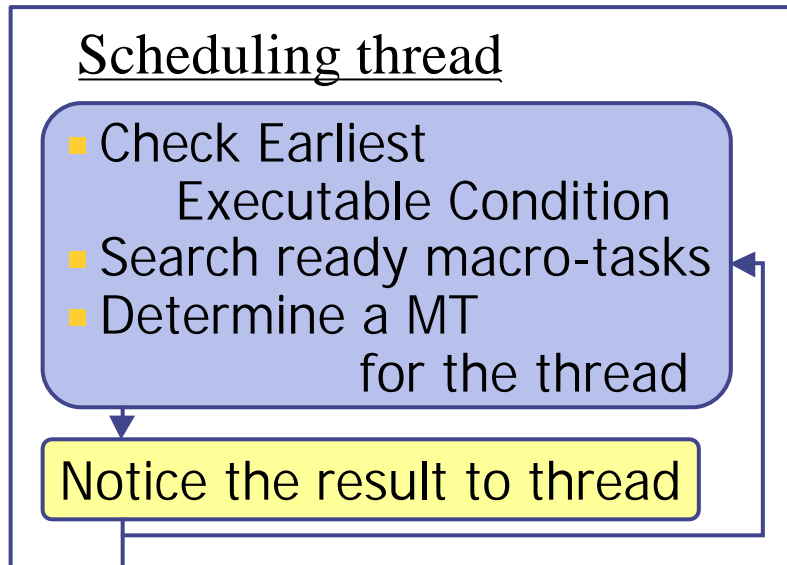 Scheduling thread
Check Earliest
Executable Condition
Search ready macro-tasks
Determine a MT
for the thread
Notice the result to thread